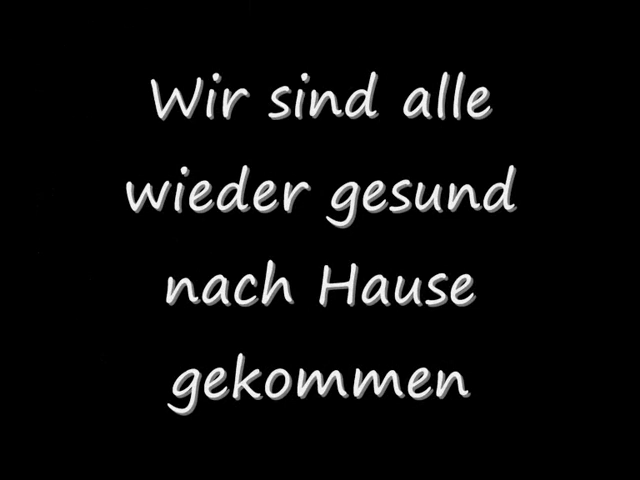 Wir sind alle
wieder gesund
nach Hause
gekommen